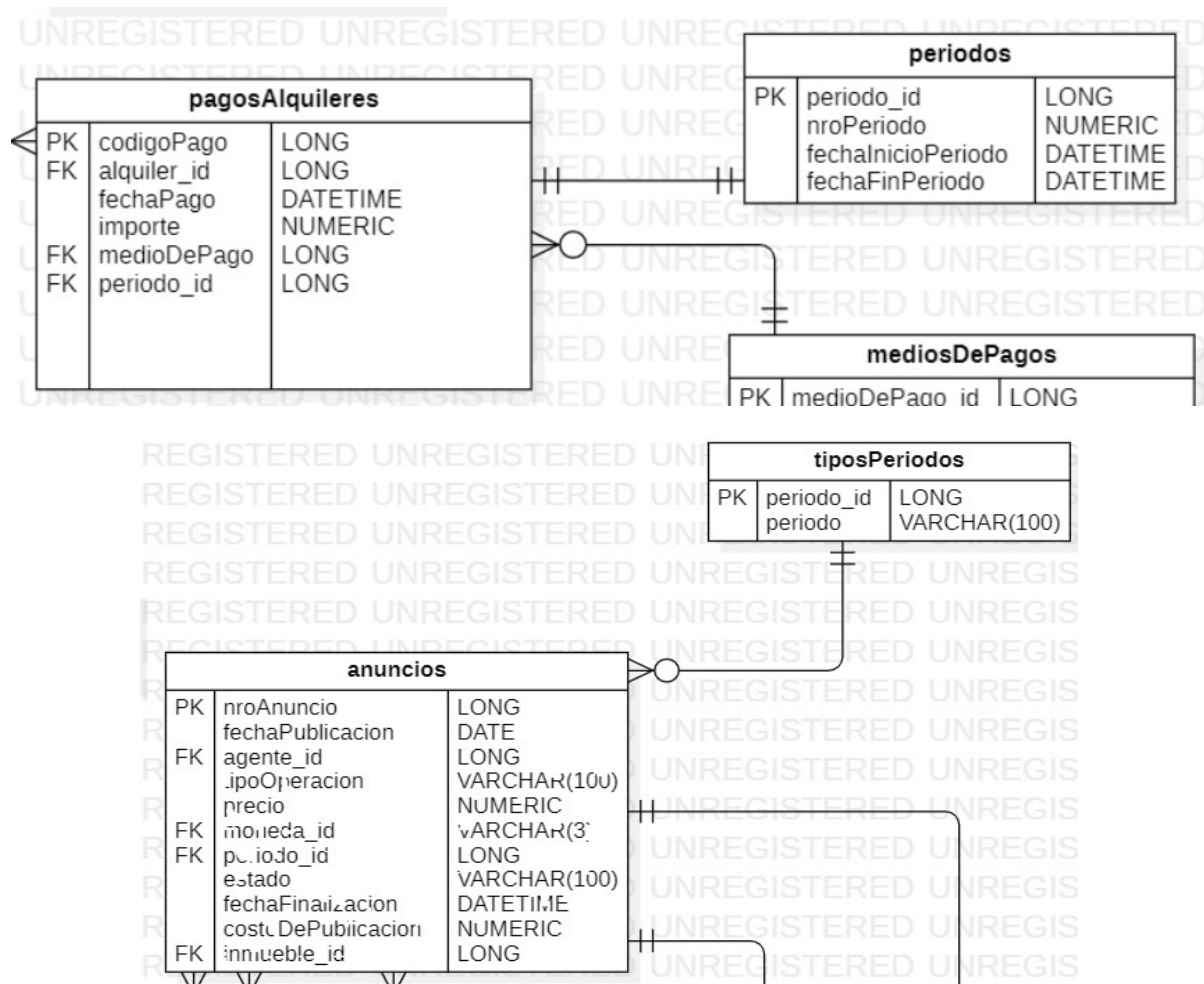 UNREGISTERED UNREGISTERED
periodos
PK periodo_id LONG
nroPeriodo NUMERIC
fechaInicioPeriodo DATETIME
fechaFinPeriodo DATETIME
pagosAlquileres
PK codigoPago LONG
FK alquiler_id LONG
fechaPago DATETIME
importe NUMERIC
FK medioDePago LONG
FK periodo_id LONG
mediosDePagos
PK medioDePago_id LONG
tiposPeriodos
PK periodo_id LONG
periodo VARCHAR(100)
anuncios
PK nroAnuncio LONG
fechaPublicacion DATE
FK agente_id LONG
tipoOperacion VARCHAR(100)
precio NUMERIC
FK moneda_id VARCHAR(3)
FK periodo_id LONG
estado VARCHAR(100)
fechaFinalizacion DATETIME
costoDePublicacion NUMERIC
FK inmueble_id LONG